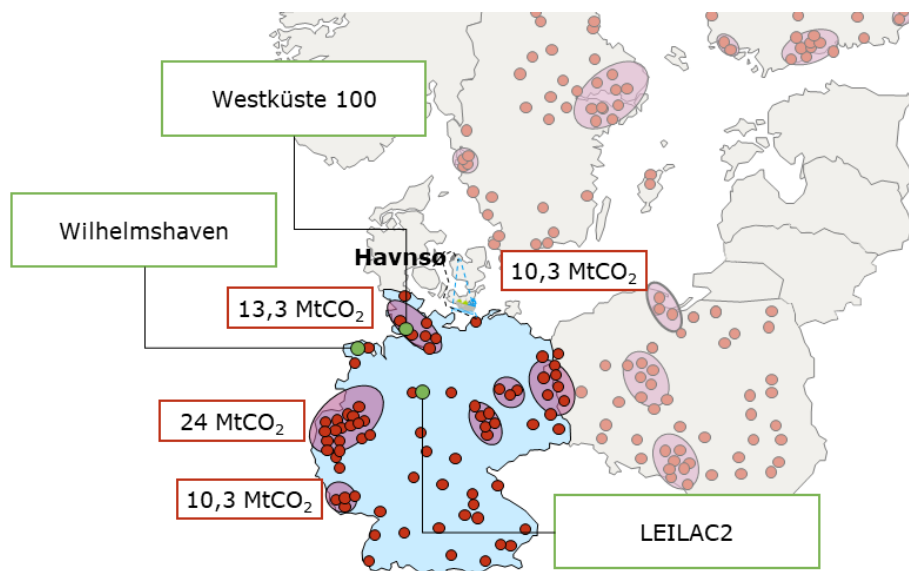 Westküste 100
Wilhelmshaven
Havnsø
10,3 MtCO₂
13,3 MtCO₂
24 MtCO₂
10,3 MtCO₂
LEILAC2